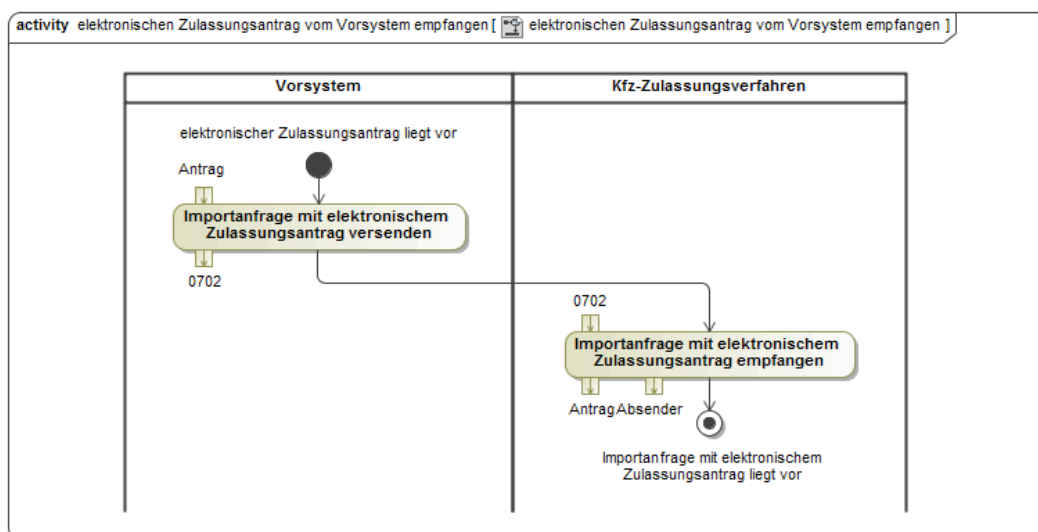 activity elektronischen Zulassungsantrag vom Vorsystem empfangen [ elektronischen Zulassungsantrag vom Vorsystem empfangen ]
Vorsystem
Kfz-Zulassungsverfahren
elektronischer Zulassungsantrag liegt vor
Antrag
Importanfrage mit elektronischem
Zulassungsantrag versenden
0702
0702
Importanfrage mit elektronischem
Zulassungsantrag empfangen
Antrag Absender
Importanfrage mit elektronischem
Zulassungsantrag liegt vor